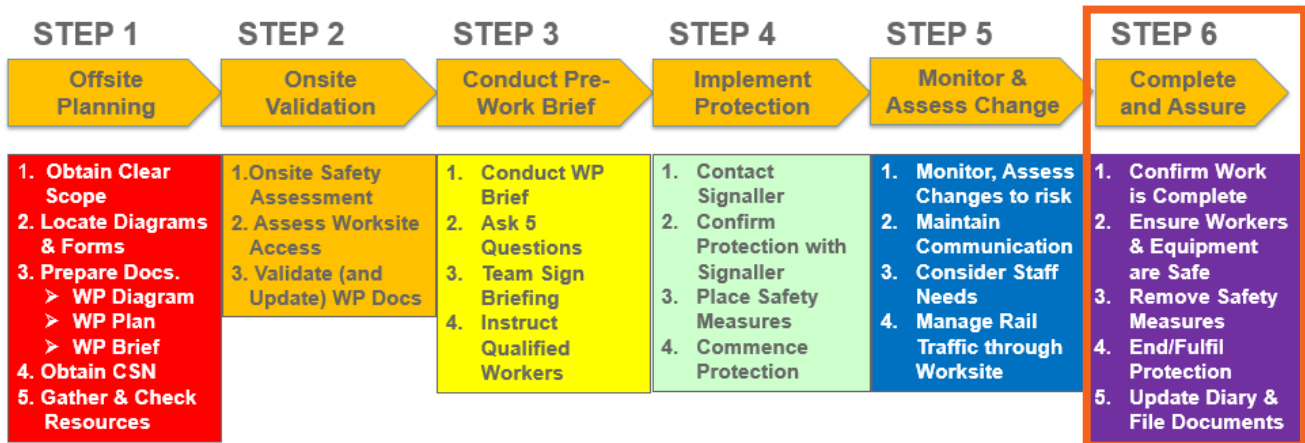 STEP 1
Offsite
Planning
1. Obtain Clear
Scope
2. Locate Diagrams
& Forms
3. Prepare Docs.
➢ WP Diagram
➢ WP Plan
➢ WP Brief
4. Obtain CSN
5. Gather & Check
Resources
STEP 2
Onsite
Validation
1.Onsite Safety
Assessment
2. Assess Worksite
Access
3. Validate (and
Update) WP Docs
STEP 3
Conduct Pre-
Work Brief
1. Conduct WP
Brief
2. Ask 5
Questions
3. Team Sign
Briefing
4. Instruct
Qualified
Workers
STEP 4
Implement
Protection
1. Contact
Signaller
2. Confirm
Protection with
Signaller
3. Place Safety
Measures
4. Commence
Protection
STEP 5
Monitor &
Assess Change
1. Monitor, Assess
Changes to risk
2. Maintain
Communication
3. Consider Staff
Needs
4. Manage Rail
Traffic through
Worksite
STEP 6
Complete
and Assure
1. Confirm Work
is Complete
2. Ensure Workers
& Equipment
are Safe
3. Remove Safety
Measures
4. End/Fulfil
Protection
5. Update Diary &
File Documents